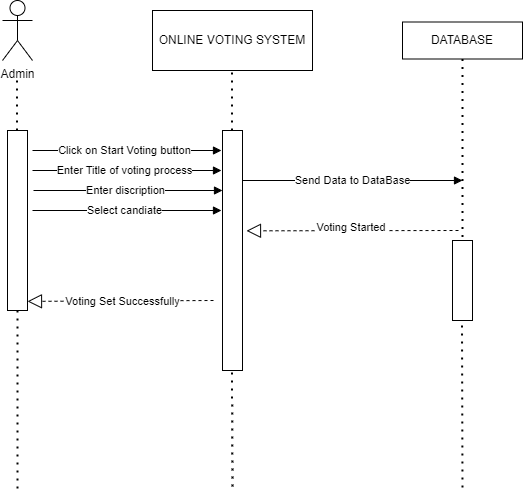 ONLINE VOTING SYSTEM
DATABASE
Admin
Click on Start Voting button
Enter Title of voting process
Enter discription
Send Data to DataBase
Select candiate
Voting Started
Voting Set Successfully